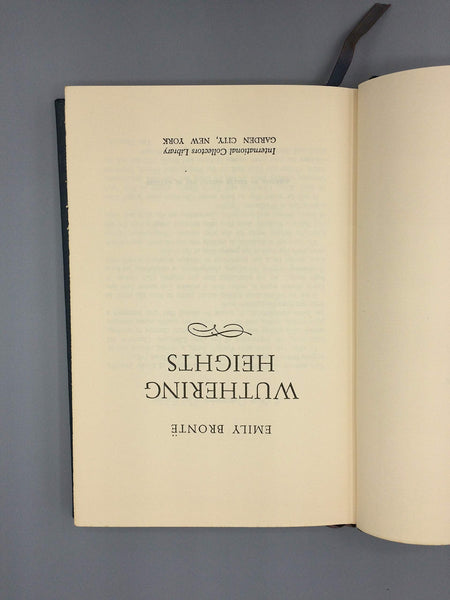 EMILY BRONTË
WUTHERING
HEIGHTS
International Collectors Library
GARDEN CITY, NEW YORK